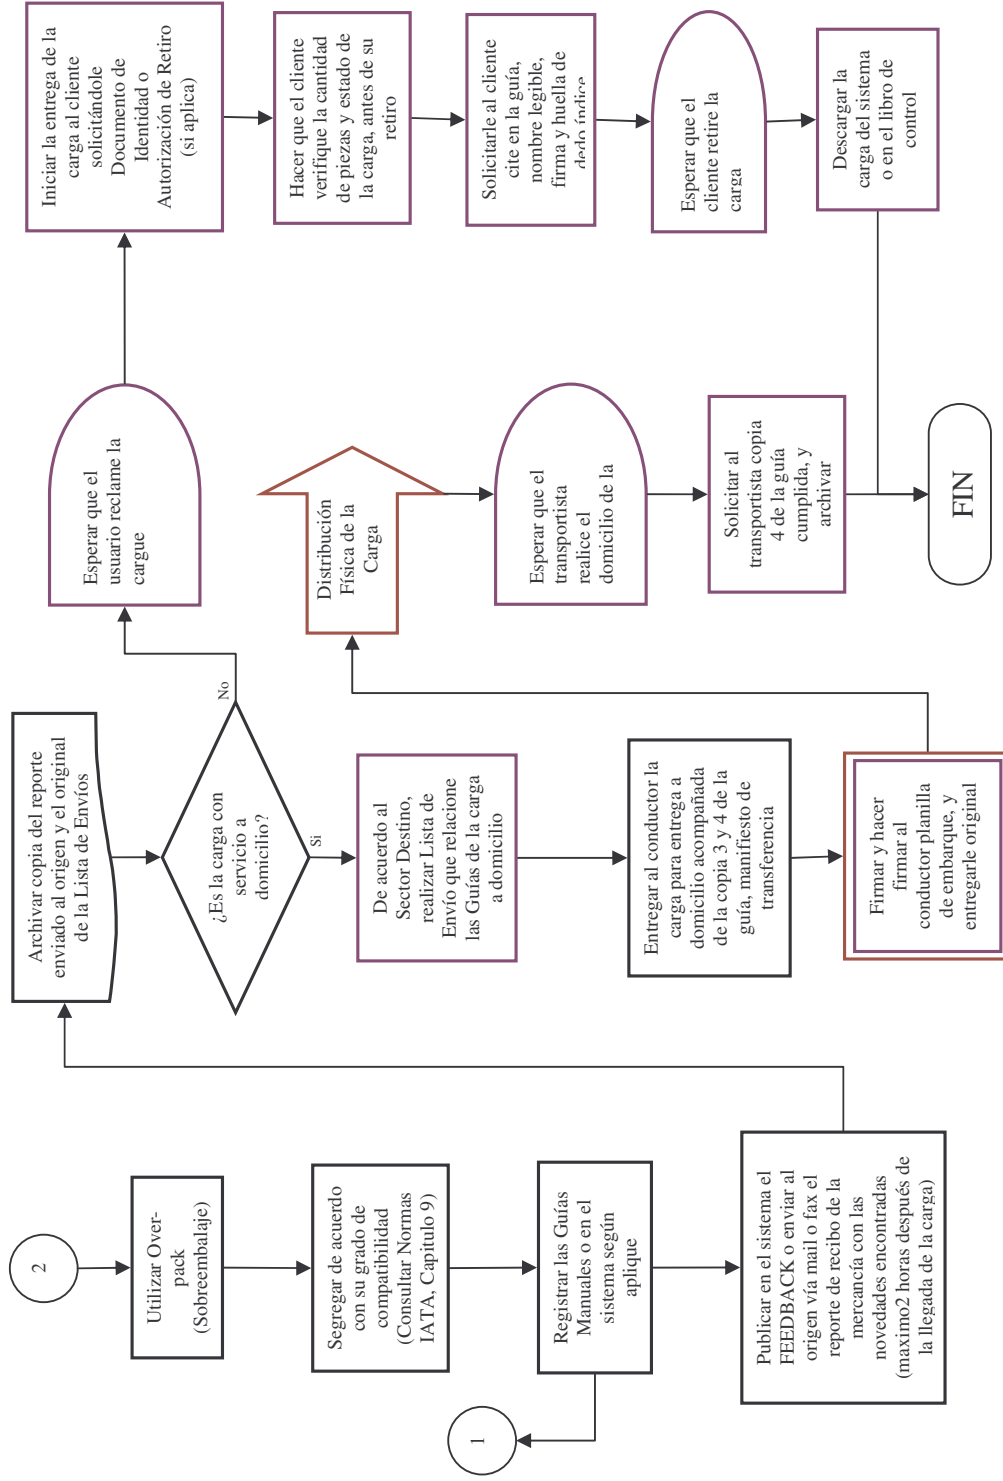 2
Utilizar Over-
pack
(Sobreembalaje)
Segregar de acuerdo
con su grado de
compatibilidad
(Consultar Normas
IATA, Capitulo 9)
Registrar las Guías
Manuales o en el
sistema según
aplique
1
Publicar en el sistema el
FEEDBACK o enviar al
origen vía mail o fax el
reporte de recibo de la
mercancía con las
novedades encontradas
(maximo2 horas después de
la llegada de la carga)
Archivar copia del reporte
enviado al origen y el original
de la Lista de Envíos
¿Es la carga con
servicio a
domicilio?
No
Si
De acuerdo al
Sector Destino,
realizar Lista de
Envío que relacione
las Guías de la carga
a domicilio
Entregar al conductor la
carga para entrega a
domicilio acompañada
de la copia 3 y 4 de la
guía, manifiesto de
transferencia
Firmar y hacer
firmar al
conductor planilla
de embarque, y
entregarle original
Esperar que el
usuario reclame la
cargue
Distribución
Física de la
Carga
Esperar que el
transportista
realice el
domicilio de la
Solicitar al
transportista copia
4 de la guía
cumplida, y
archivar
FIN
Iniciar la entrega de la
carga al cliente
solicitándole
Documento de
Identidad o
Autorización de Retiro
(si aplica)
Hacer que el cliente
verifique la cantidad
de piezas y estado de
la carga, antes de su
retiro
Solicitarle al cliente
cite en la guía,
nombre legible,
firma y huella de
dedo índice
Esperar que el
cliente retire la
carga
Descargar la
carga del sistema
o en el libro de
control